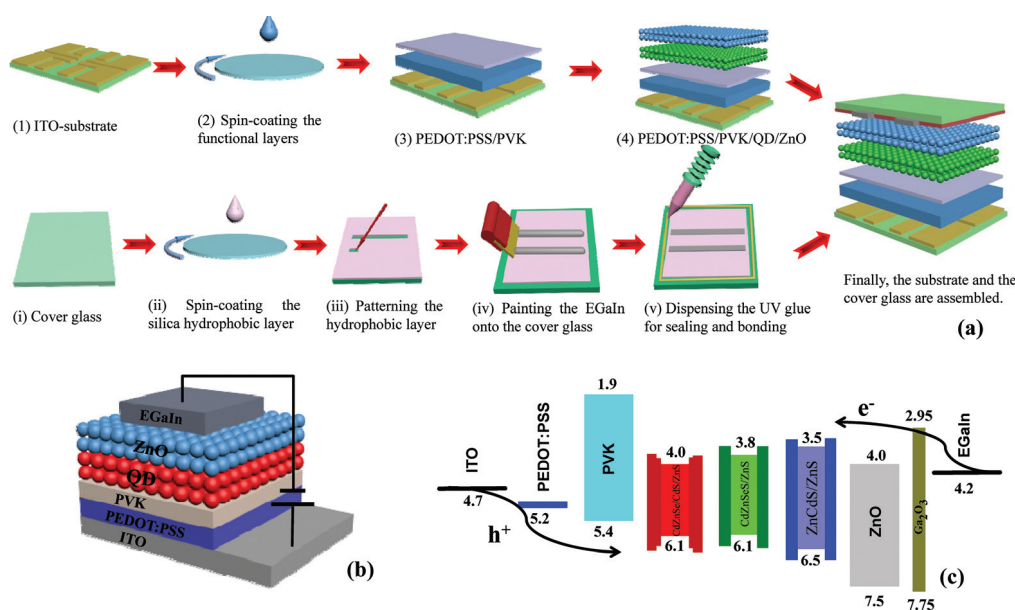 (1) ITO-substrate
(2) Spin-coating the
functional layers
(3) PEDOT:PSS/PVK
(4) PEDOT:PSS/PVK/QD/ZnO
(i) Cover glass
(ii) Spin-coating the
silica hydrophobic layer
(iii) Patterning the
hydrophobic layer
(iv) Painting the EGaIn
onto the cover glass
(v) Dispensing the UV glue
for sealing and bonding
Finally, the substrate and the
cover glass are assembled.
(a)
EGaIn
ZnO
QD
PVK
PEDOT:PSS
ITO
(b)
ITO
4.7
h+
PEDOT:PSS
5.2
1.9
PVK
5.4
4.0
CdZnSe/CdS/ZnS
6.1
3.8
CdZnSeS/ZnS
6.1
3.5
ZnCdS/ZnS
6.5
4.0
ZnO
7.5
e-
2.95
Ga2O3
7.75
EGaIn
4.2
(c)